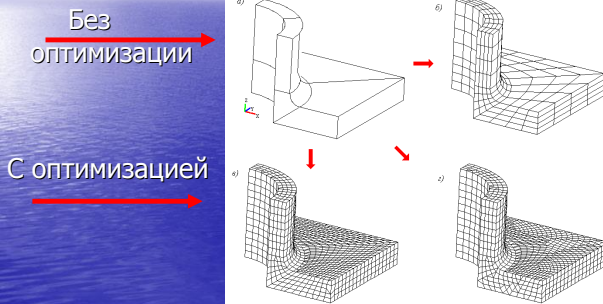 Без
оптимизации
С оптимизацией
а)
б)
z
Y
X
в)
г)